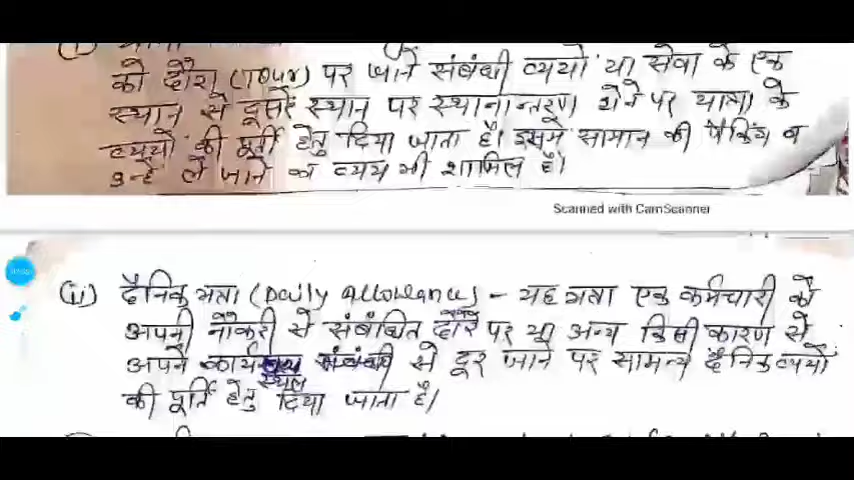 को दौरा (Tour) पर जाने संबंधी व्ययों या सेवा के एक
स्थान से दूसरे स्थान पर स्थानान्तरण होने पर यात्रा के
व्ययों की पूर्ति हेतु दिया जाता है। इसमें सामान की पैकिंग व
उन्हें ले जाने का व्यय भी शामिल है।
Scanned with CamScanner
(ii) दैनिक भत्ता (Daily allowance) - यह भत्ता एक कर्मचारी को
अपनी नौकरी से संबंधित दौरे पर या अन्य किसी कारण से
अपने कार्य स्थल से दूर जाने पर सामान्य दैनिक व्ययों
की पूर्ति हेतु दिया जाता है।